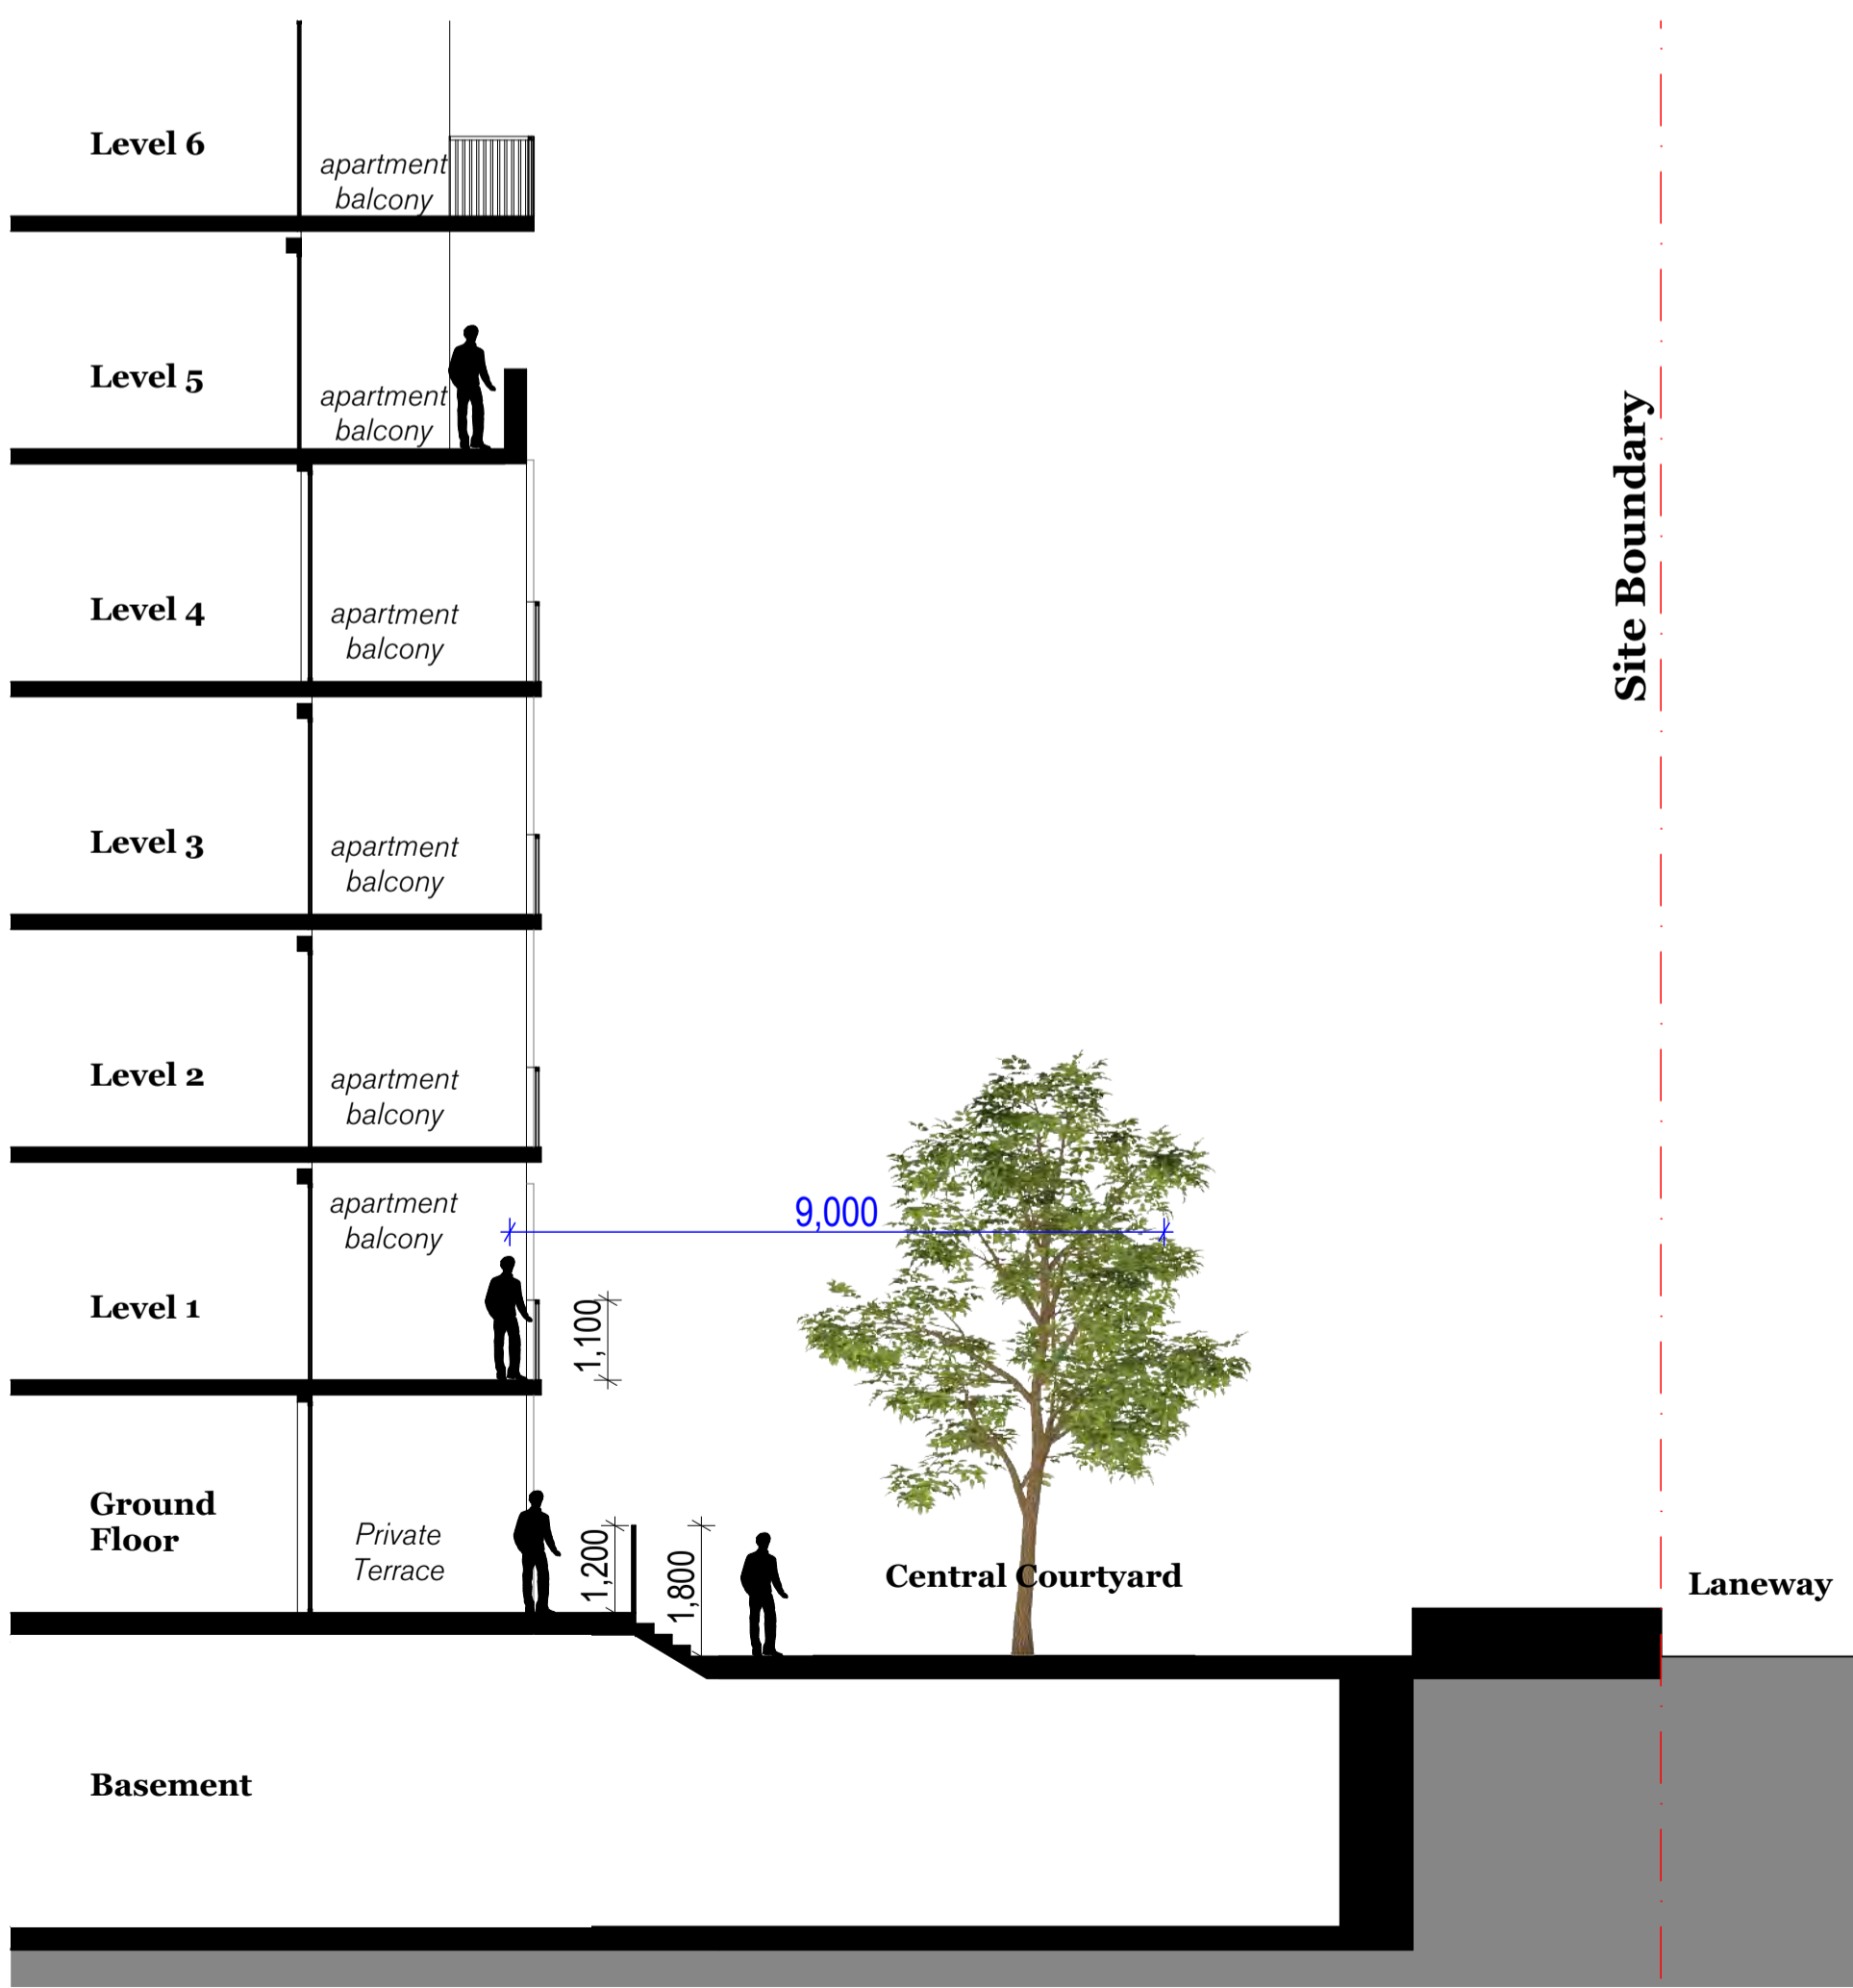 Level 6
apartment
balcony
Level 5
apartment
balcony
Site Boundary
Level 4
apartment
balcony
Level 3
apartment
balcony
Level 2
apartment
balcony
apartment
balcony
9,000
Level 1
1,100
Ground
Floor
Private
Terrace
1,200
1,800
Central Courtyard
Laneway
Basement